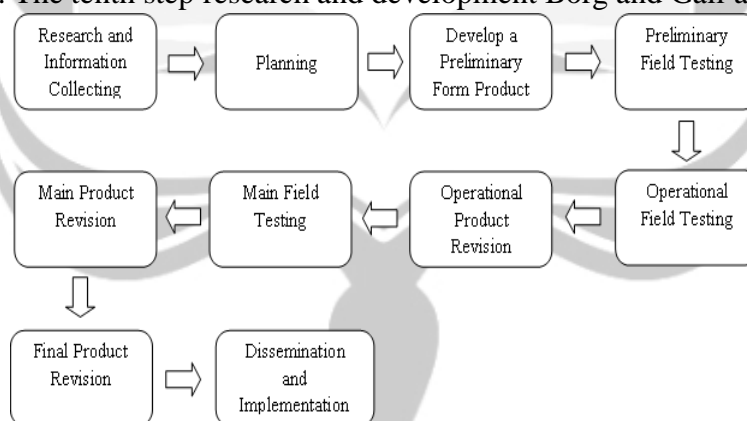 . The tenth step research and development Borg and Gall a
Research and
Information
Collecting
Planning
Develop a
Preliminary
Form Product
Preliminary
Field Testing
Operational
Field Testing
Operational
Product
Revision
Main Field
Testing
Main Product
Revision
Final Product
Revision
Dissemination
and
Implementation